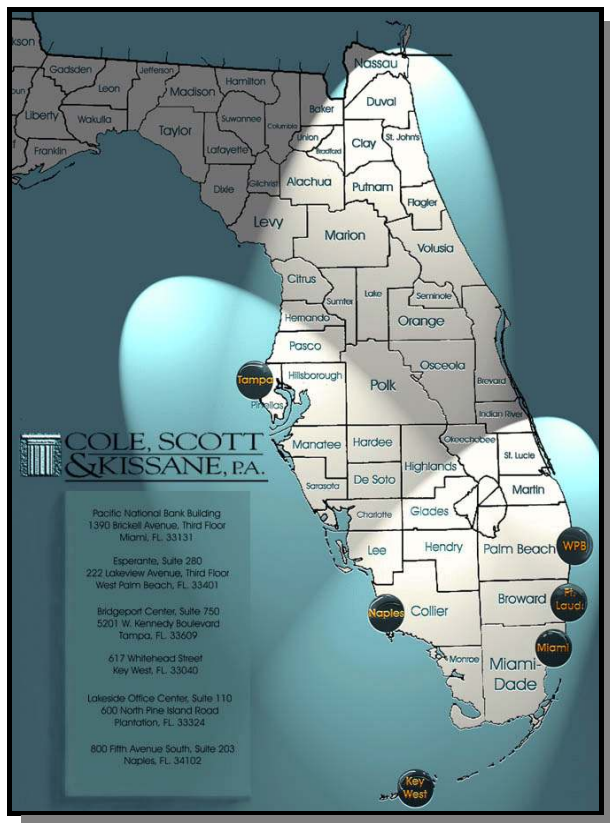 kson
Gadsden
Jefferson
Hamilton
Nassau
Leon
Madison
Duval
oun
Baker
Liberty
Wakulla
Suwannee
Columbia
Taylor
Union
Clay
St. John's
f
Franklin
Lafayette
Bradford
Dixie
Gilchrist
Alachua
Putnam
Flagler
Levy
Marion
Volusia
Citrus
Sumter
Lake
Seminole
Hernando
Orange
Pasco
Osceola
Tampa
Hillsborough
Polk
Brevard
Pinellas
Indian River
COLE, SCOTT
&KISSANE, P.A.
Manatee
Hardee
Okeechobee
St. Lucie
Highlands
Sarasota
De Soto
Martin
Charlotte
Glades
Lee
Hendry
Palm Beach
WPB
Broward
Ft.
Laud.
Naples
Collier
Miami
Monroe
Miami-
Dade
Key
West
Pacific National Bank Building
1390 Brickell Avenue, Third Floor
Miami, FL. 33131
Esperante, Suite 280
222 Lakeview Avenue, Third Floor
West Palm Beach, FL. 33401
Bridgeport Center, Suite 750
5201 W. Kennedy Boulevard
Tampa, FL. 33609
617 Whitehead Street
Key West, FL. 33040
Lakeside Office Center, Suite 110
600 North Pine Island Road
Plantation, FL. 33324
800 Fifth Avenue South, Suite 203
Naples, FL. 34102